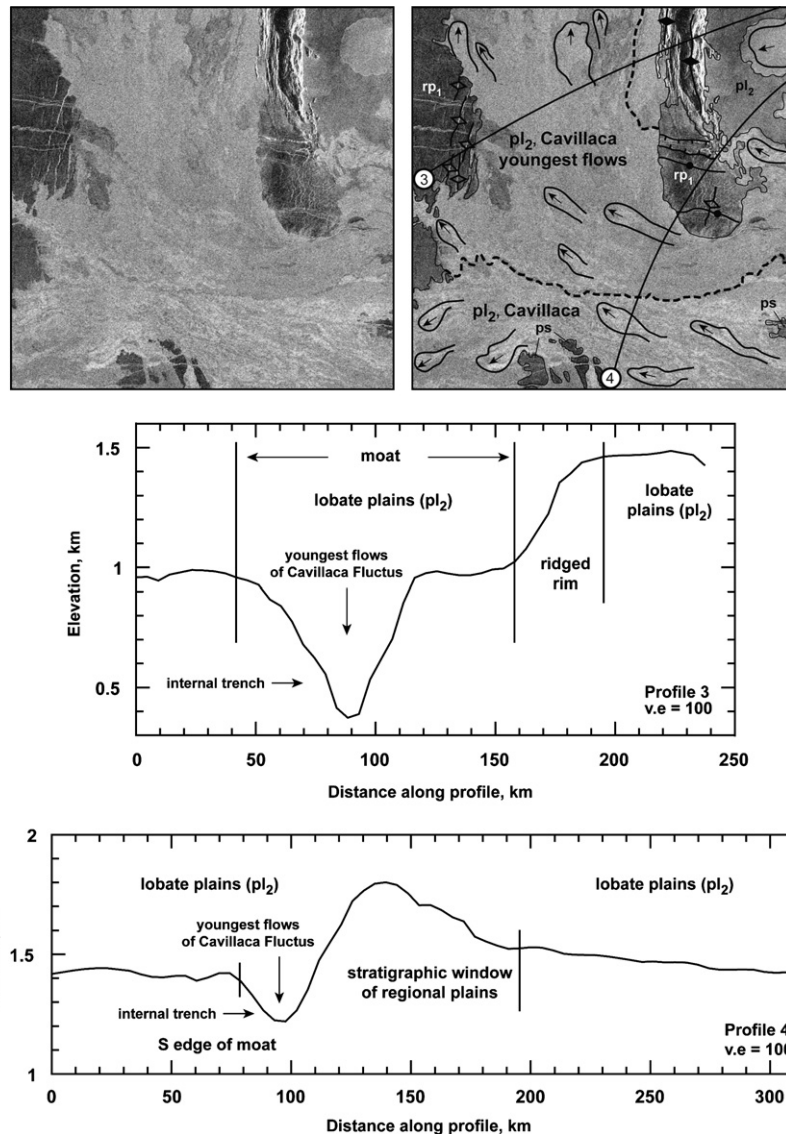 rp₁
pl₂
pl₂, Cavillaca
youngest flows
3
rp₁
pl₂, Cavillaca
ps
ps
4
1.5
moat
lobate plains (pl₂)
lobate
plains (pl₂)
youngest flows
of Cavillaca Fluctus
1
ridged
rim
Elevation, km
internal trench
0.5
Profile 3
v.e = 100
0 50 100 150 200 250
Distance along profile, km
2
lobate plains (pl₂)
lobate plains (pl₂)
youngest flows
of Cavillaca Fluctus
1.5
stratigraphic window
of regional plains
internal trench
S edge of moat
Profile 4
v.e = 100
1
0 50 100 150 200 250 300
Distance along profile, km